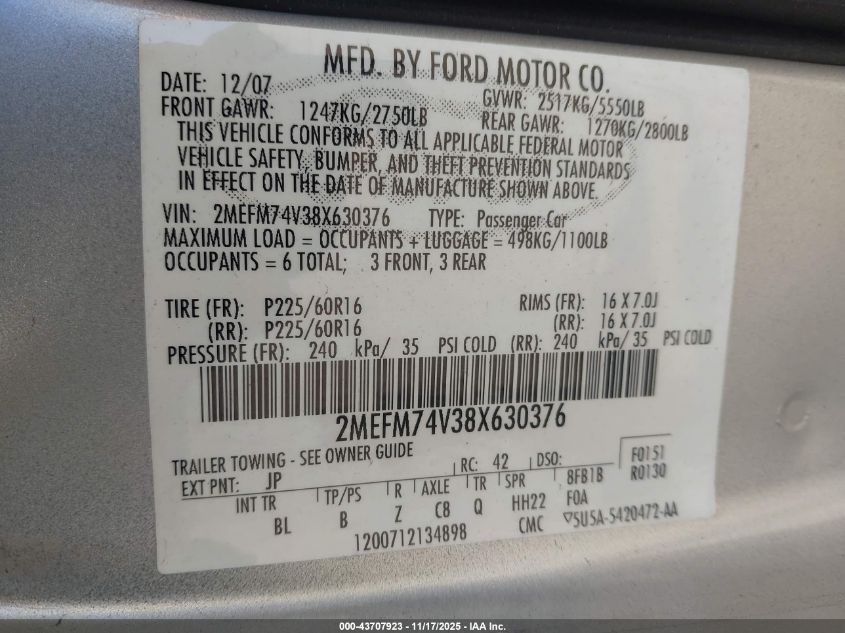 MFD. BY FORD MOTOR CO.
DATE: 12/07 GVWR: 2517KG/5550LB
FRONT GAWR: 1247KG/2750LB REAR GAWR: 1270KG/2800LB
THIS VEHICLE CONFORMS TO ALL APPLICABLE FEDERAL MOTOR
VEHICLE SAFETY, BUMPER, AND THEFT PREVENTION STANDARDS
IN EFFECT ON THE DATE OF MANUFACTURE SHOWN ABOVE.
VIN: 2MEFM74V38X630376 TYPE: Passenger Car
MAXIMUM LOAD = OCCUPANTS + LUGGAGE = 498KG/1100LB
OCCUPANTS = 6 TOTAL; 3 FRONT, 3 REAR
TIRE (FR): P225/60R16 RIMS (FR): 16 X 7.0J
(RR): P225/60R16 (RR): 16 X 7.0J
PRESSURE (FR): 240 kPa/ 35 PSI COLD (RR): 240 kPa/ 35 PSI COLD
2MEFM74V38X630376
TRAILER TOWING - SEE OWNER GUIDE
EXT PNT: JP RC: 42 DSO: F0151
R0130
INT TR TP/PS R AXLE TR SPR 8FB1B
BL B Z C8 Q HH22 FOA
1200712134898 CMC ▽5U5A-5420472-AA
000-43707923 - 11/17/2025 - IAA Inc.